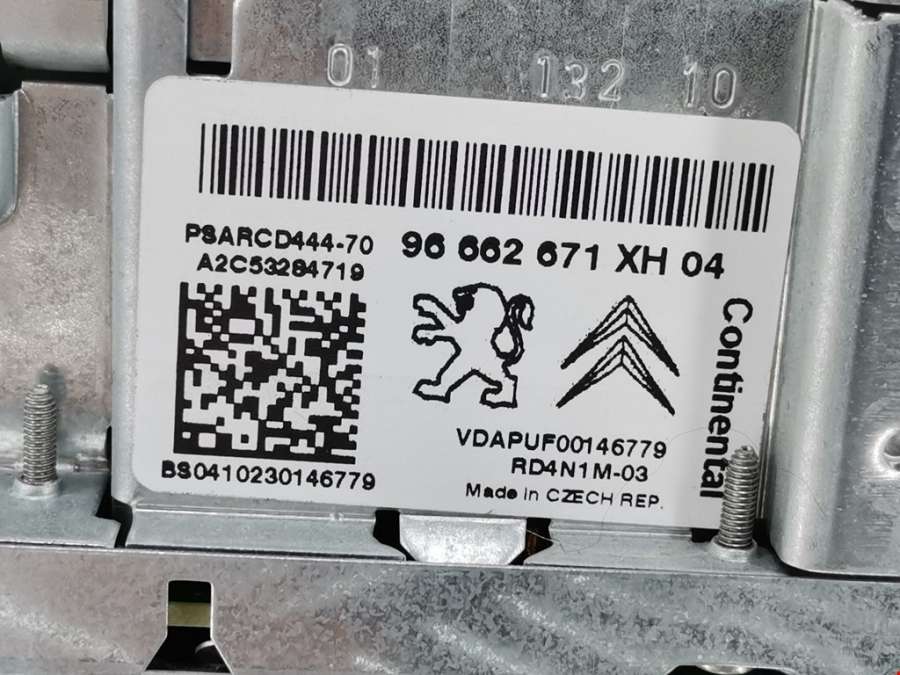 01 132 10
PSARCD444-70
A2C53284719
96 662 671 XH 04
Continental
VDAPUF00146779
RD4N1M-03
BS0410230146779
Made in CZECH REP.